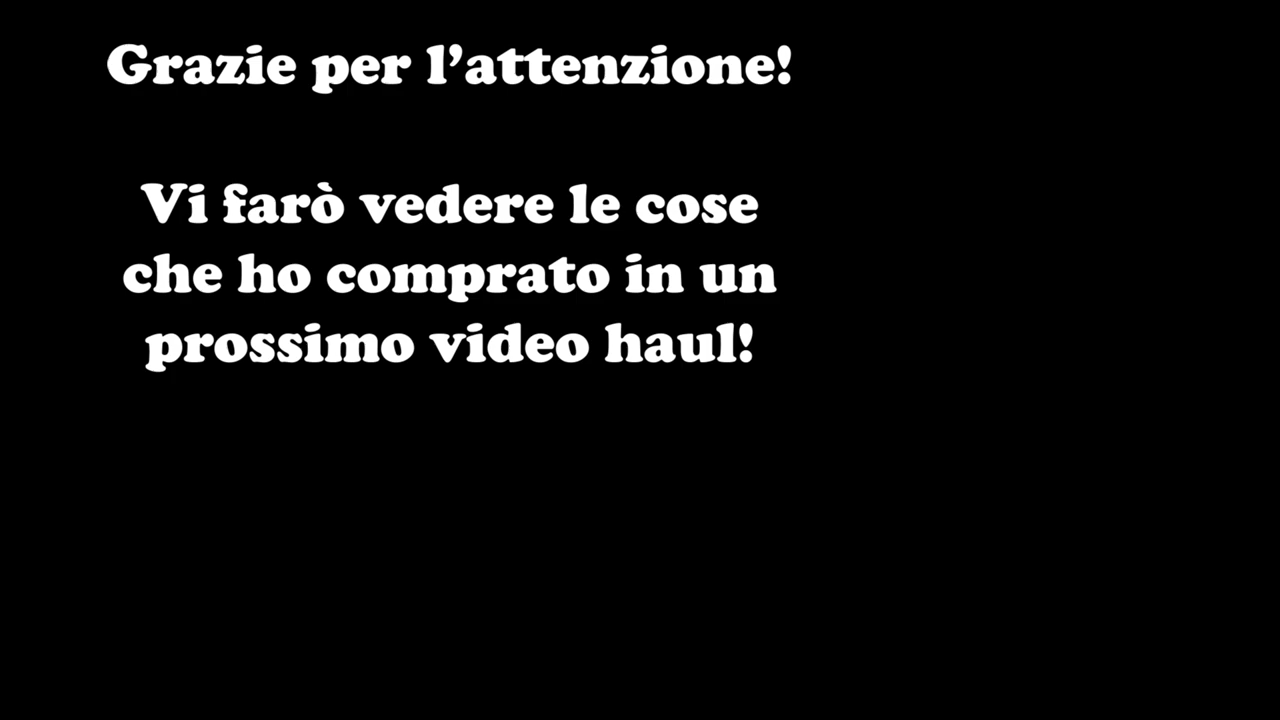 Grazie per l’attenzione!
Vi farò vedere le cose
che ho comprato in un
prossimo video haul!